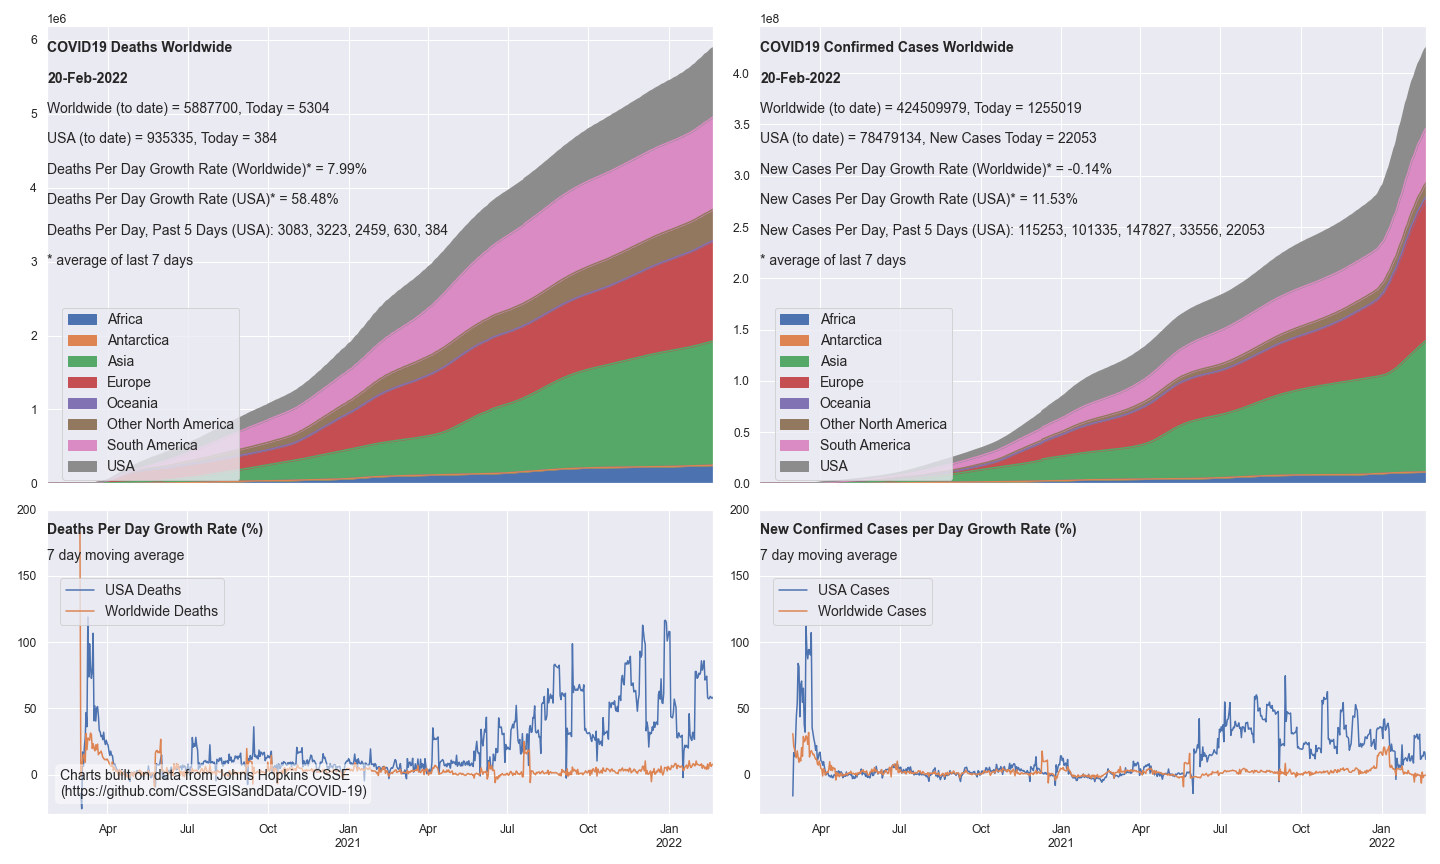 1e6
COVID19 Deaths Worldwide
20-Feb-2022
Worldwide (to date) = 5887700, Today = 5304
USA (to date) = 935335, Today = 384
Deaths Per Day Growth Rate (Worldwide)* = 7.99%
Deaths Per Day Growth Rate (USA)* = 58.48%
Deaths Per Day, Past 5 Days (USA): 3083, 3223, 2459, 630, 384
* average of last 7 days
Africa
Antarctica
Asia
Europe
Oceania
Other North America
South America
USA
6
5
4
3
2
1
0
1e8
COVID19 Confirmed Cases Worldwide
20-Feb-2022
Worldwide (to date) = 424509979, Today = 1255019
USA (to date) = 78479134, New Cases Today = 22053
New Cases Per Day Growth Rate (Worldwide)* = -0.14%
New Cases Per Day Growth Rate (USA)* = 11.53%
New Cases Per Day, Past 5 Days (USA): 115253, 101335, 147827, 33556, 22053
* average of last 7 days
Africa
Antarctica
Asia
Europe
Oceania
Other North America
South America
USA
4.0
3.5
3.0
2.5
2.0
1.5
1.0
0.5
0.0
Deaths Per Day Growth Rate (%)
7 day moving average
USA Deaths
Worldwide Deaths
200
150
100
50
0
Charts built on data from Johns Hopkins CSSE
(https://github.com/CSSEGISandData/COVID-19)
Apr Jul Oct Jan Apr Jul Oct Jan
2021 2022
New Confirmed Cases per Day Growth Rate (%)
7 day moving average
USA Cases
Worldwide Cases
200
150
100
50
0
Apr Jul Oct Jan Apr Jul Oct Jan
2021 2022